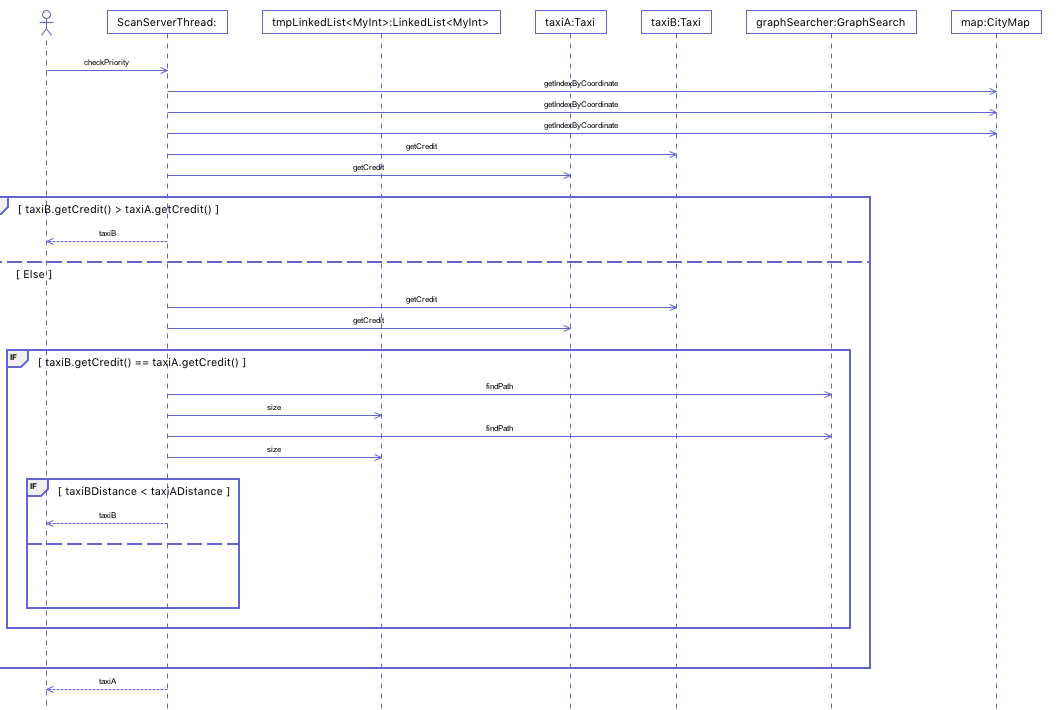 ScanServerThread:
tmpLinkedList<MyInt>:LinkedList<MyInt>
taxiA:Taxi
taxiB:Taxi
graphSearcher:GraphSearch
map:CityMap
checkPriority
getIndexByCoordinate
getIndexByCoordinate
getIndexByCoordinate
getCredit
getCredit
[ taxiB.getCredit() > taxiA.getCredit() ]
taxiB
[ Else ]
getCredit
getCredit
IF
[ taxiB.getCredit() == taxiA.getCredit() ]
findPath
size
findPath
size
IF
[ taxiBDistance < taxiADistance ]
taxiB
taxiA